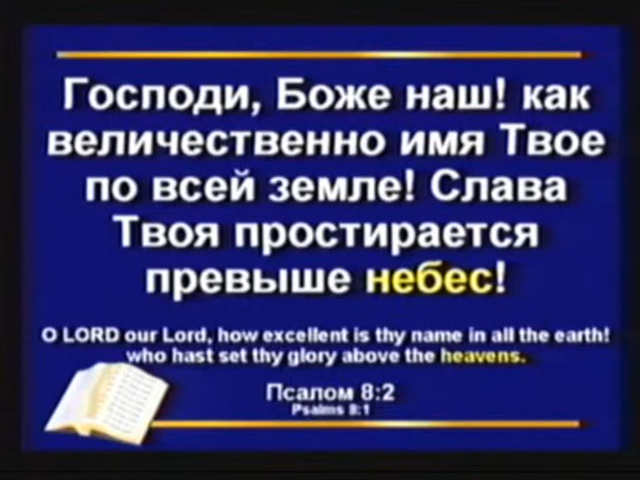 Господи, Боже наш! как
величественно имя Твое
по всей земле! Слава
Твоя простирается
превыше небес!
O LORD our Lord, how excellent is thy name in all the earth!
who hast set thy glory above the heavens.
Псалом 8:2
Psalms 8:1